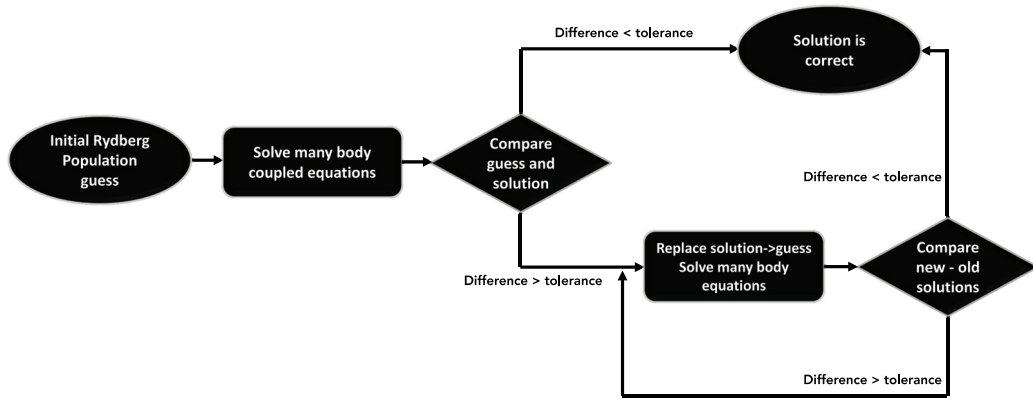 Difference < tolerance
Solution is
correct
Initial Rydberg
Population
guess
Solve many body
coupled equations
Compare
guess and
solution
Difference < tolerance
Difference > tolerance
Replace solution->guess
Solve many body
equations
Compare
new - old
solutions
Difference > tolerance